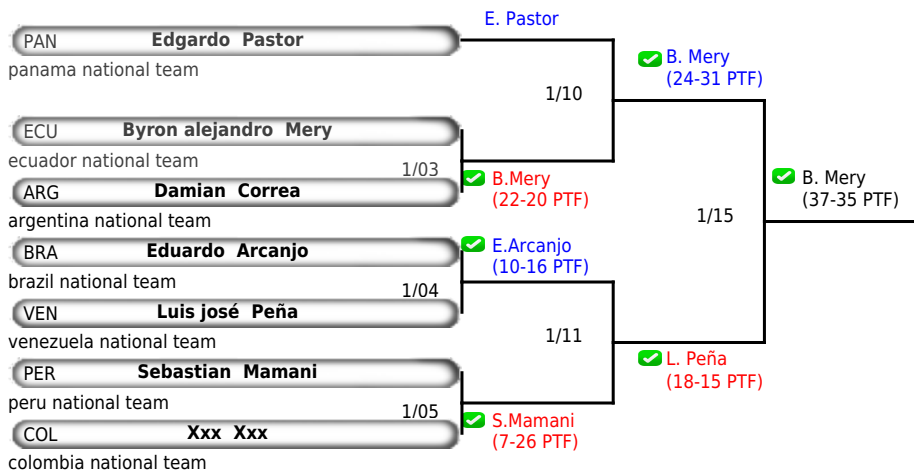 E. Pastor
PAN Edgardo Pastor
panama national team
B. Mery
(24-31 PTF)
1/10
ECU Byron alejandro Mery
ecuador national team
1/03
ARG Damian Correa
argentina national team
B.Mery
(22-20 PTF)
B. Mery
(37-35 PTF)
1/15
BRA Eduardo Arcanjo
brazil national team
E.Arcanjo
(10-16 PTF)
1/04
VEN Luis josé Peña
venezuela national team
1/11
L. Peña
(18-15 PTF)
PER Sebastian Mamani
peru national team
1/05
COL Xxx Xxx
colombia national team
S.Mamani
(7-26 PTF)